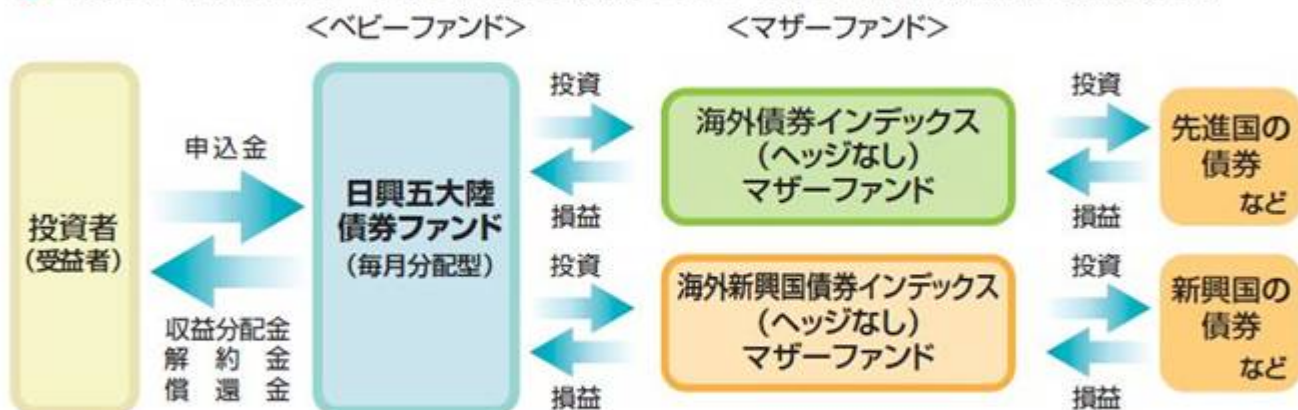 <ベビーファンド>
<マザーファンド>
投資者
(受益者)
申込金
収益分配金
解約金
償還金
日興五大陸
債券ファンド
(毎月分配型)
投資
損益
海外債券インデックス
(ヘッジなし)
マザーファンド
投資
損益
先進国の
債券
など
投資
損益
海外新興国債券インデックス
(ヘッジなし)
マザーファンド
投資
損益
新興国の
債券
など